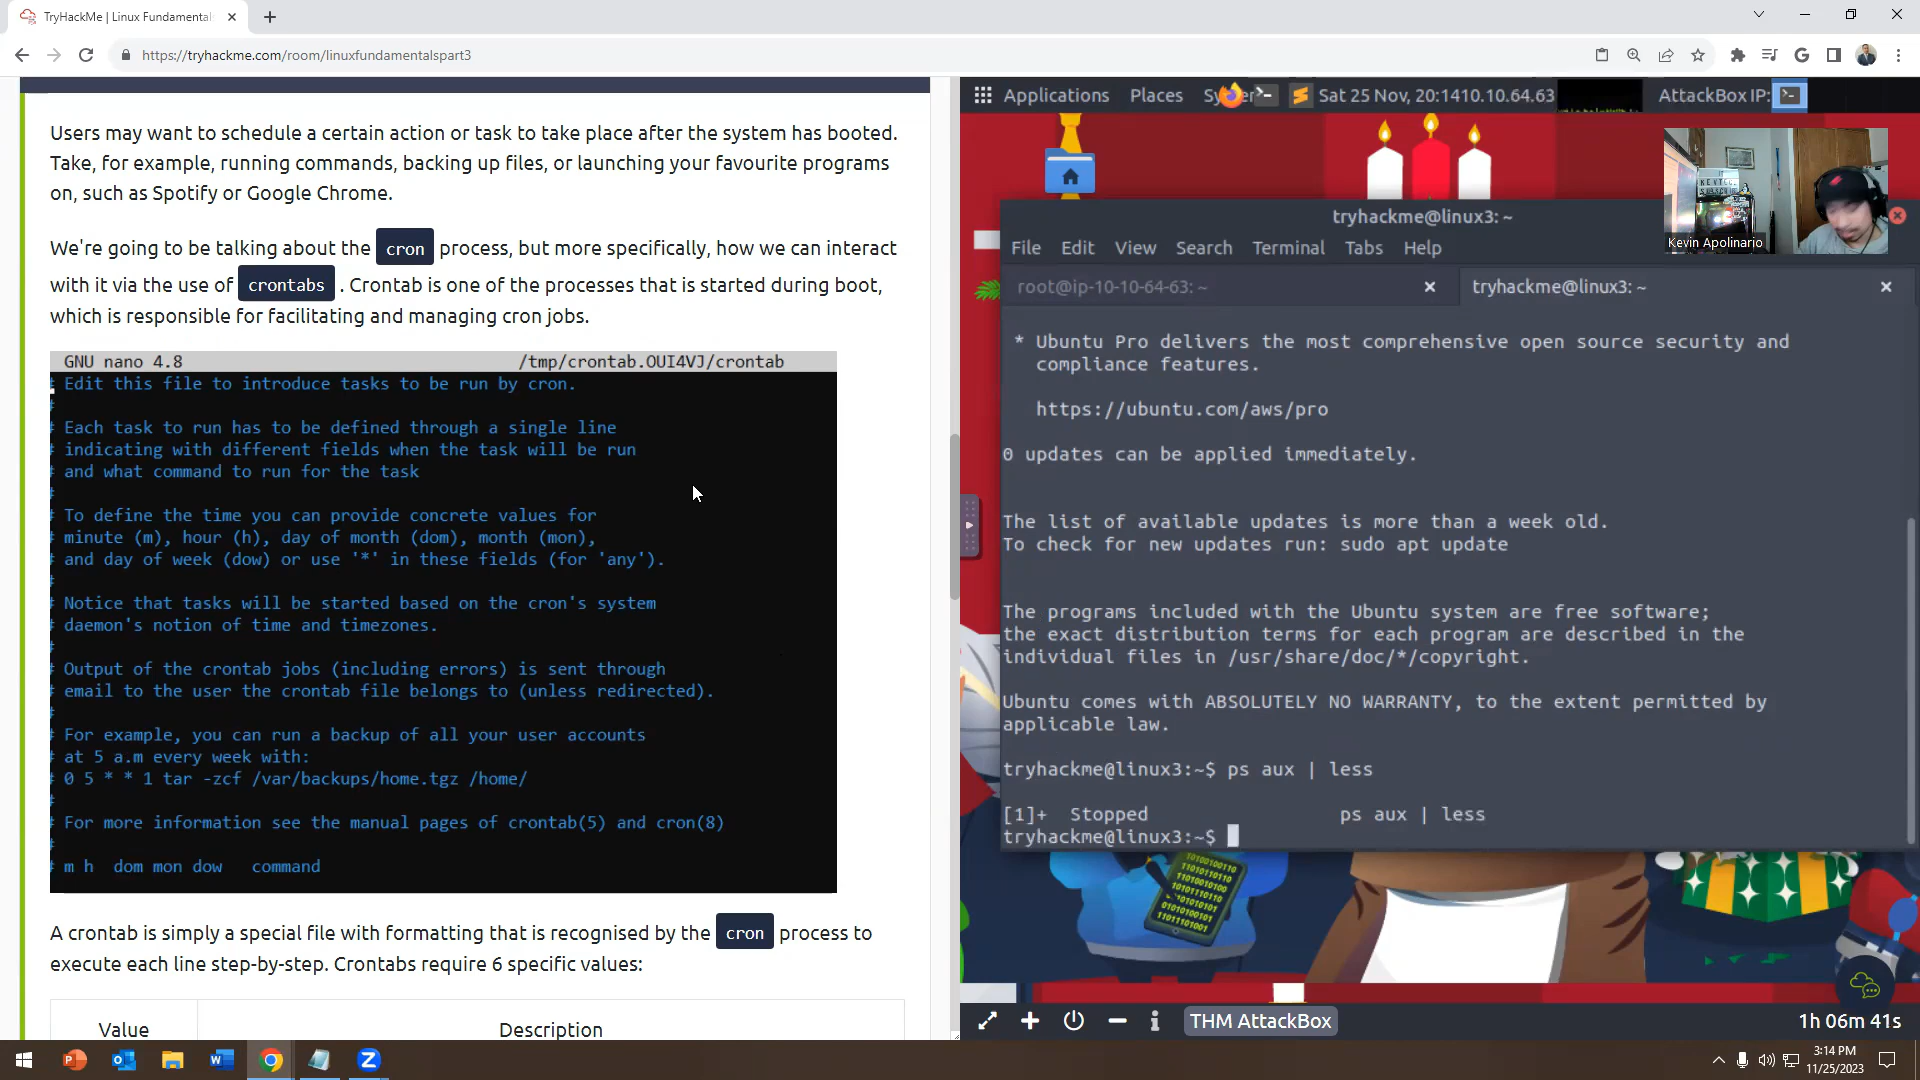 TryHackMe | Linux Fundamental
https://tryhackme.com/room/linuxfundamentalspart3
Users may want to schedule a certain action or task to take place after the system has booted.
Take, for example, running commands, backing up files, or launching your favourite programs
on, such as Spotify or Google Chrome.
We're going to be talking about the cron process, but more specifically, how we can interact
with it via the use of crontabs . Crontab is one of the processes that is started during boot,
which is responsible for facilitating and managing cron jobs.
GNU nano 4.8 /tmp/crontab.OUI4VJ/crontab
# Edit this file to introduce tasks to be run by cron.
#
# Each task to run has to be defined through a single line
# indicating with different fields when the task will be run
# and what command to run for the task
#
# To define the time you can provide concrete values for
# minute (m), hour (h), day of month (dom), month (mon),
# and day of week (dow) or use '*' in these fields (for 'any').
#
# Notice that tasks will be started based on the cron's system
# daemon's notion of time and timezones.
#
# Output of the crontab jobs (including errors) is sent through
# email to the user the crontab file belongs to (unless redirected).
#
# For example, you can run a backup of all your user accounts
# at 5 a.m every week with:
# 0 5 * * 1 tar -zcf /var/backups/home.tgz /home/
#
# For more information see the manual pages of crontab(5) and cron(8)
#
# m h dom mon dow command
A crontab is simply a special file with formatting that is recognised by the cron process to
execute each line step-by-step. Crontabs require 6 specific values:
Value Description
Applications Places Sy Sat 25 Nov, 20:14 10.10.64.63 AttackBox IP:
Kevin Apolinario
tryhackme@linux3: ~
File Edit View Search Terminal Tabs Help
root@ip-10-10-64-63: ~ tryhackme@linux3: ~
* Ubuntu Pro delivers the most comprehensive open source security and
compliance features.
https://ubuntu.com/aws/pro
0 updates can be applied immediately.
The list of available updates is more than a week old.
To check for new updates run: sudo apt update
The programs included with the Ubuntu system are free software;
the exact distribution terms for each program are described in the
individual files in /usr/share/doc/*/copyright.
Ubuntu comes with ABSOLUTELY NO WARRANTY, to the extent permitted by
applicable law.
tryhackme@linux3:~$ ps aux | less
[1]+ Stopped ps aux | less
tryhackme@linux3:~$
THM AttackBox
1h 06m 41s
3:14 PM
11/25/2023